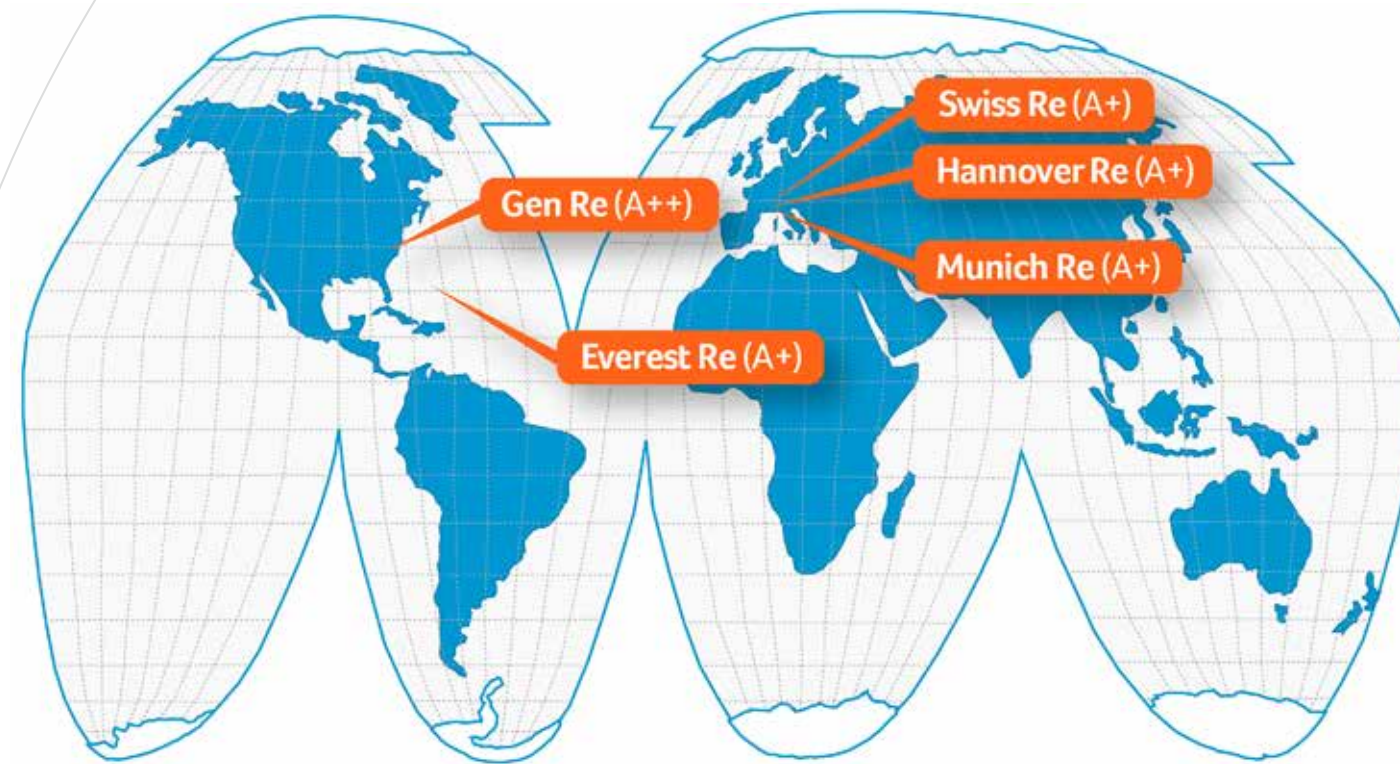 Swiss Re (A+)
Hannover Re (A+)
Gen Re (A++)
Munich Re (A+)
Everest Re (A+)